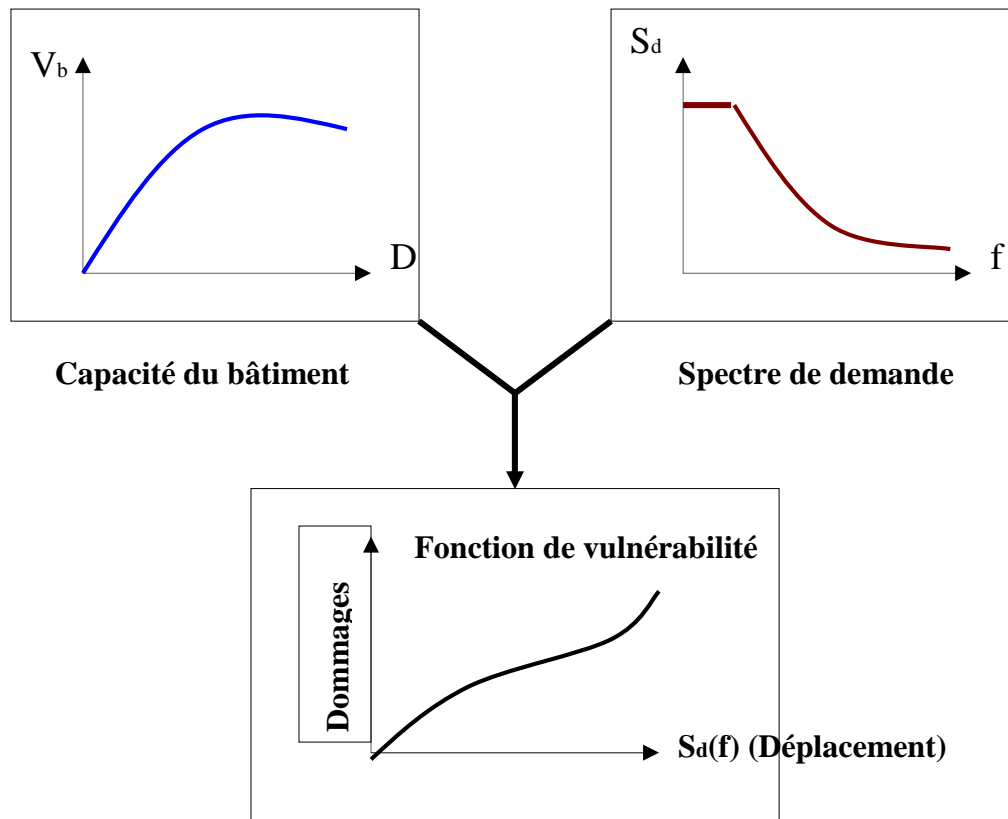 Vb
D
Capacité du bâtiment
Sd
f
Spectre de demande
Fonction de vulnérabilité
Dommages
Sd(f) (Déplacement)